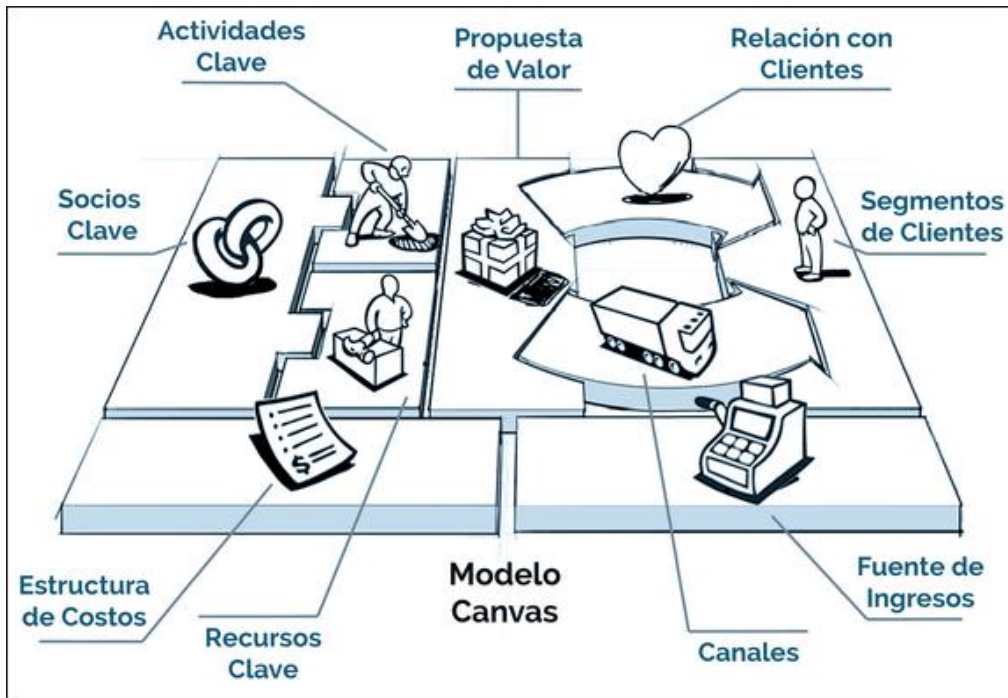 Actividades
Clave
Propuesta
de Valor
Relación con
Clientes
Socios
Clave
Segmentos
de Clientes
$
Estructura
de Costos
Recursos
Clave
Modelo
Canvas
Canales
Fuente de
Ingresos